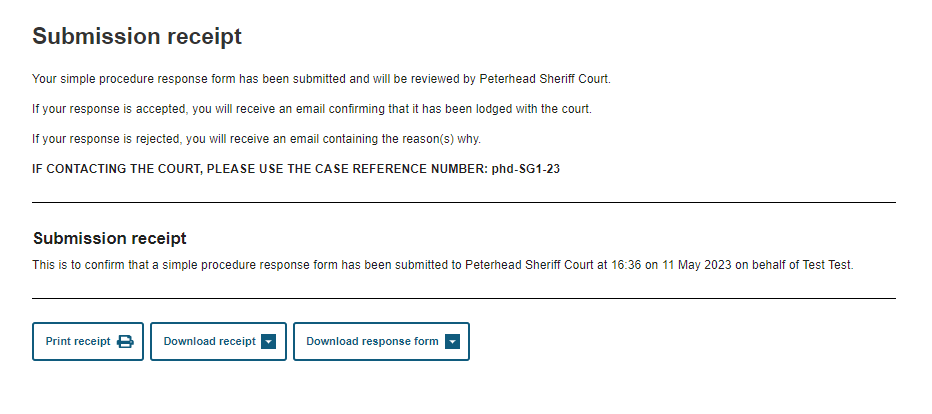 Submission receipt
Your simple procedure response form has been submitted and will be reviewed by Peterhead Sheriff Court.
If your response is accepted, you will receive an email confirming that it has been lodged with the court.
If your response is rejected, you will receive an email containing the reason(s) why.
IF CONTACTING THE COURT, PLEASE USE THE CASE REFERENCE NUMBER: phd-SG1-23
Submission receipt
This is to confirm that a simple procedure response form has been submitted to Peterhead Sheriff Court at 16:36 on 11 May 2023 on behalf of Test Test.
Print receipt Download receipt Download response form